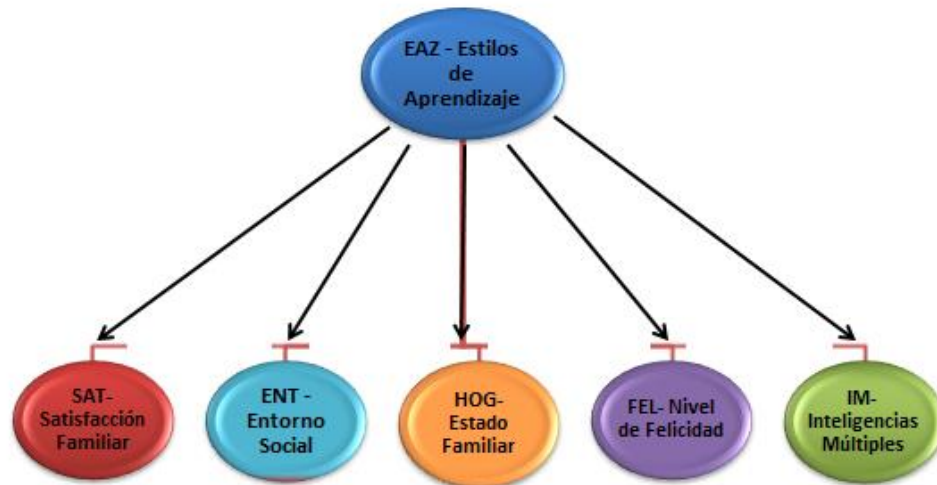 EAZ - Estilos
de
Aprendizaje
SAT-
Satisfacción
Familiar
ENT -
Entorno
Social
HOG-
Estado
Familiar
FEL- Nivel
de Felicidad
IM-
Inteligencias
Múltiples